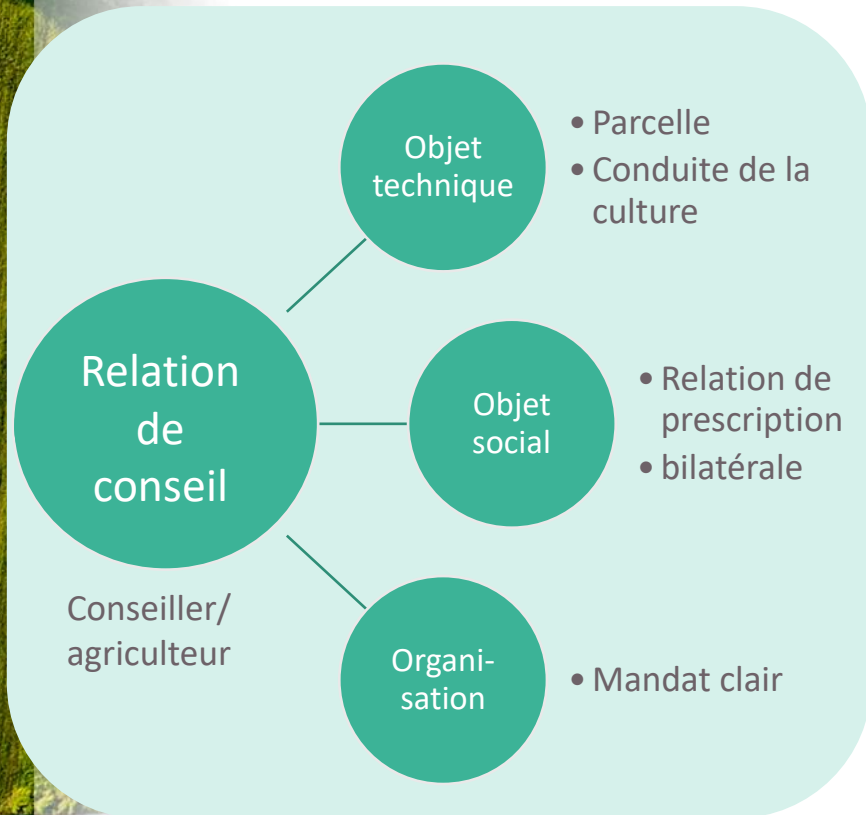 Objet
technique
• Parcelle
• Conduite de la
culture
Relation
de
conseil
Conseiller/
agriculteur
Objet
social
• Relation de
prescription
• bilatérale
Organi-
sation
• Mandat clair